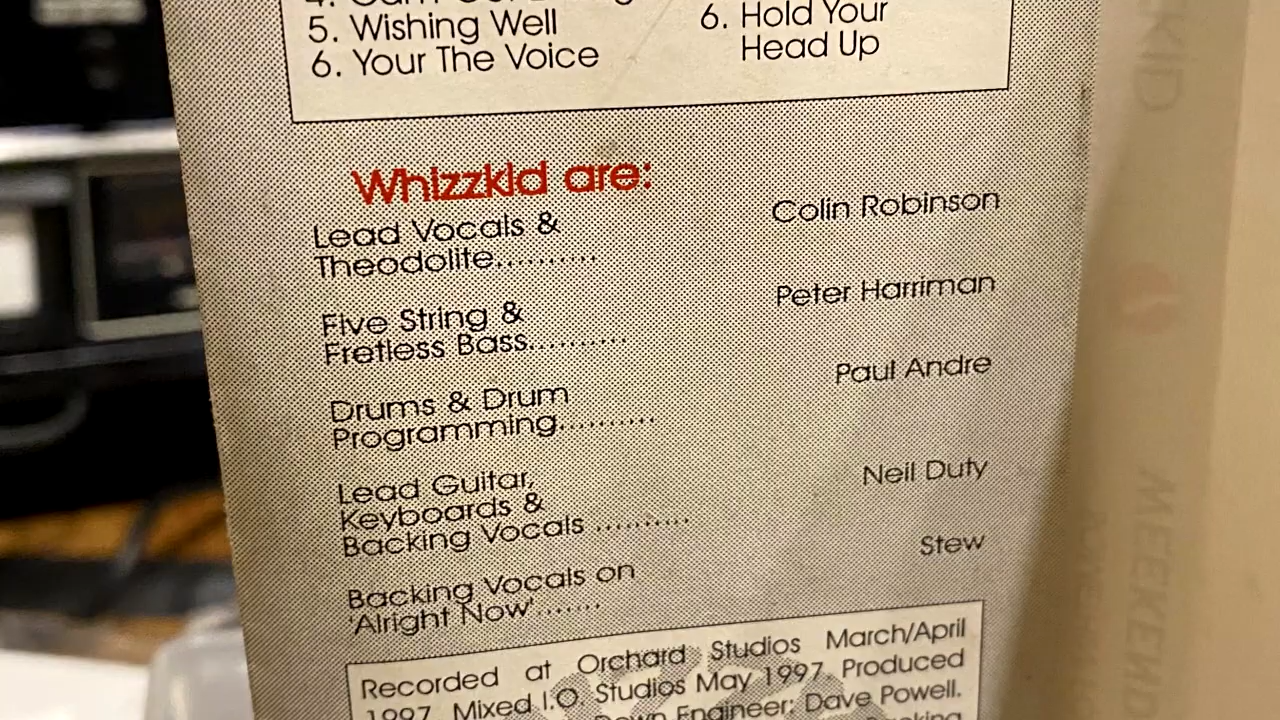 5. Wishing Well
6. Your The Voice
6. Hold Your
Head Up
Whizzkid are:
Lead Vocals &
Theodolite..........
Colin Robinson
Five String &
Fretless Bass..........
Peter Harriman
Drums & Drum
Programming..........
Paul Andre
Lead Guitar,
Keyboards &
Backing Vocals ..........
Neil Duty
Backing Vocals on
'Alright Now'.......
Stew
Recorded at Orchard Studios March/April
1997. Mixed I.O. Studios May 1997. Produced
Engineer: Dave Powell.
WEEKEND